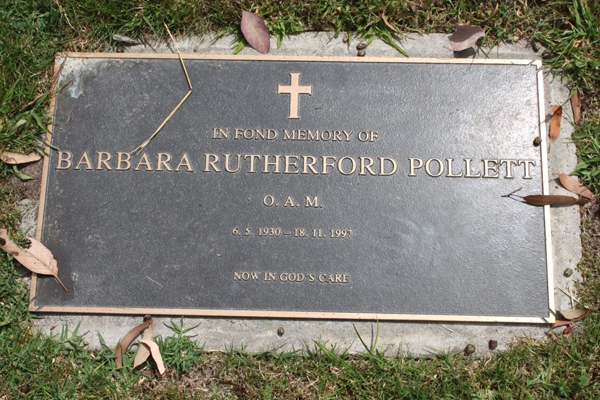 IN FOND MEMORY OF
BARBARA RUTHERFORD POLLETT
O. A. M.
6. 5. 1930 – 18. 11. 1997
NOW IN GOD'S CARE